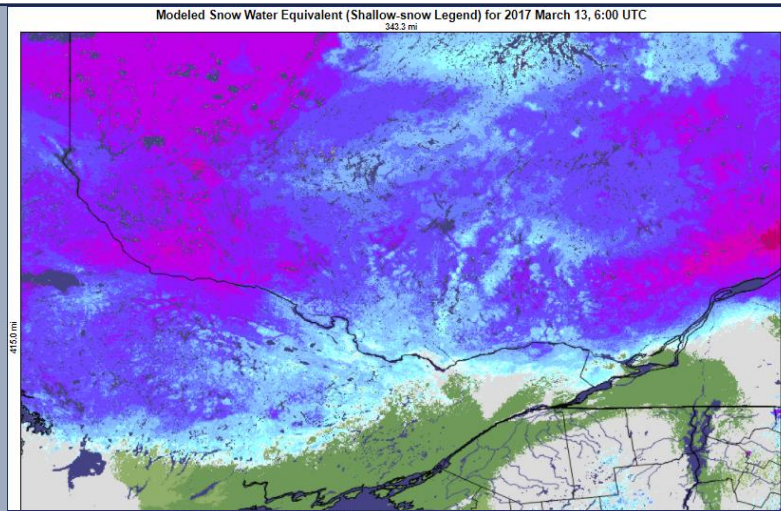 Modeled Snow Water Equivalent (Shallow-snow Legend) for 2017 March 13, 6:00 UTC
343.3 mi
415.0 mi